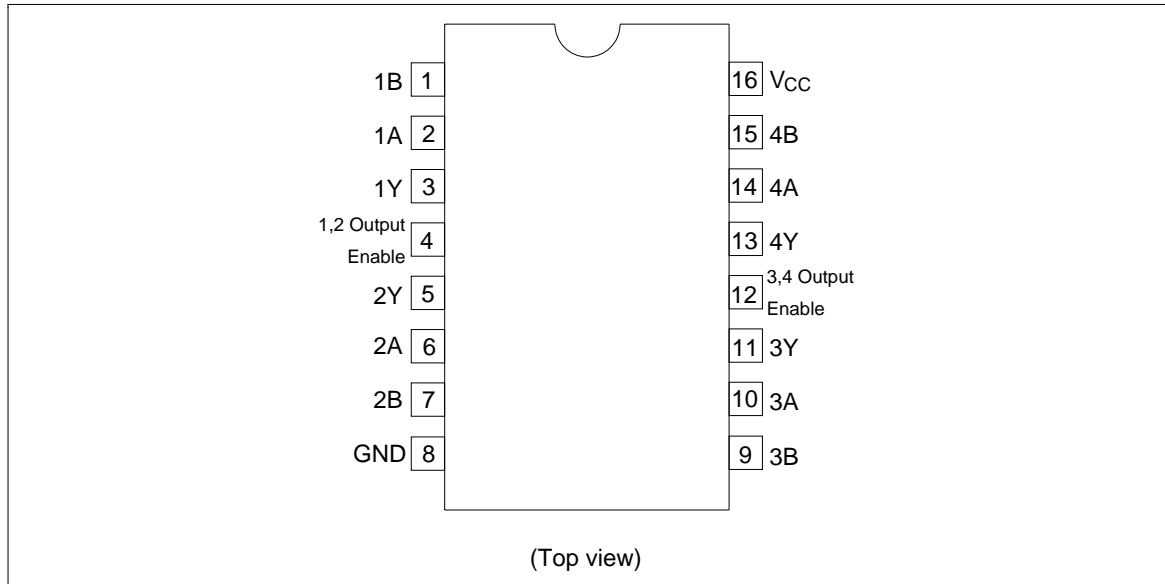 1B 1 16 VCC
1A 2 15 4B
1Y 3 14 4A
1,2 Output
Enable 4 13 4Y
2Y 5 12 3,4 Output
Enable
2A 6 11 3Y
2B 7 10 3A
GND 8 9 3B
(Top view)